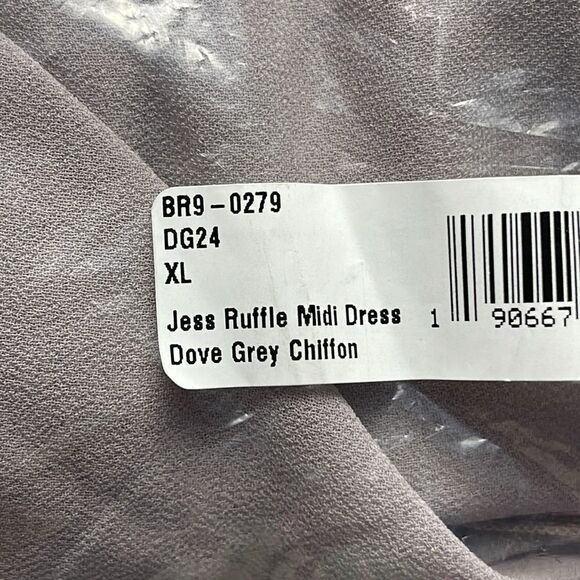 BR9-0279
DG24
XL
Jess Ruffle Midi Dress
Dove Grey Chiffon
1 90667